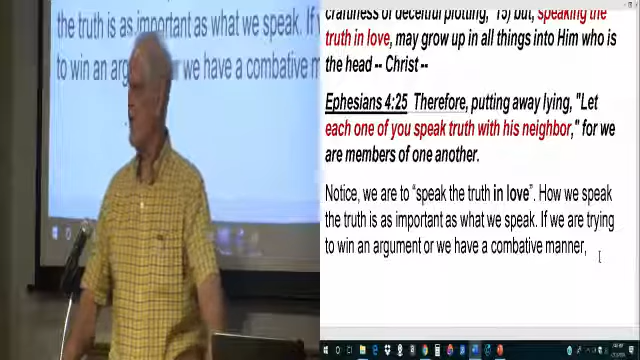 the truth is as important as what we speak. If
to win an or we have a combative
craftiness of deceitful plotting, 15) but, speaking the
truth in love, may grow up in all things into Him who is
the head -- Christ --
Ephesians 4:25 Therefore, putting away lying, "Let
each one of you speak truth with his neighbor," for we
are members of one another.
Notice, we are to “speak the truth in love”. How we speak
the truth is as important as what we speak. If we are trying
to win an argument or we have a combative manner,